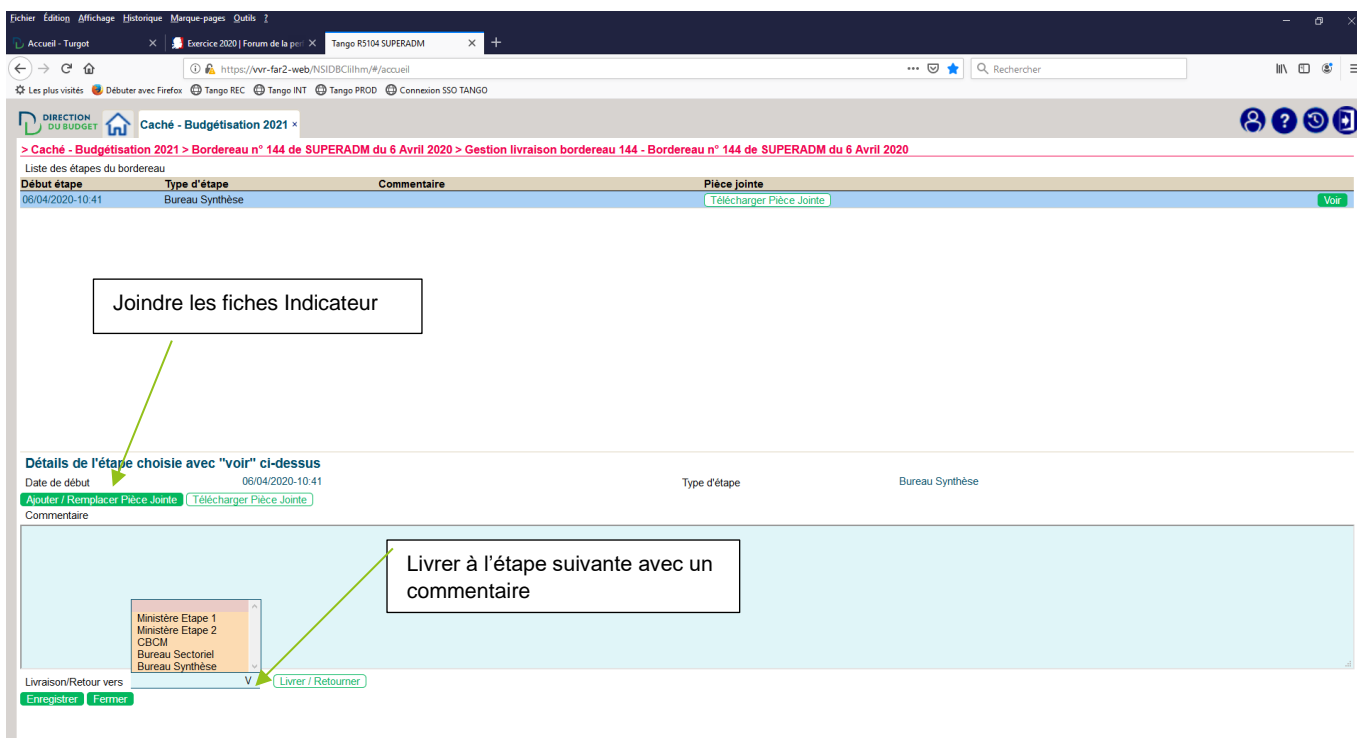 Fichier Édition Affichage Historique Marque-pages Outils ?
Accueil - Turgot Exercice 2020 | Forum de la per Tango R5104 SUPERADM
https://vvr-far2-web/NSIDBCIihm/#/accueil Rechercher
Les plus visités Débuter avec Firefox Tango REC Tango INT Tango PROD Connexion SSO TANGO
DIRECTION DU BUDGET Caché - Budgétisation 2021 ×
> Caché - Budgétisation 2021 > Bordereau n° 144 de SUPERADM du 6 Avril 2020 > Gestion livraison bordereau 144 - Bordereau n° 144 de SUPERADM du 6 Avril 2020
Liste des étapes du bordereau
Début étape Type d'étape Commentaire Pièce jointe
06/04/2020-10:41 Bureau Synthèse Télécharger Pièce Jointe Voir
Joindre les fiches Indicateur
Détails de l'étape choisie avec "voir" ci-dessus
Date de début 06/04/2020-10:41 Type d'étape Bureau Synthèse
Ajouter / Remplacer Pièce Jointe Télécharger Pièce Jointe
Commentaire
Livrer à l’étape suivante avec un
commentaire
Ministère Etape 1
Ministère Etape 2
CBCM
Bureau Sectoriel
Bureau Synthèse
Livraison/Retour vers V Livrer / Retourner
Enregistrer Fermer